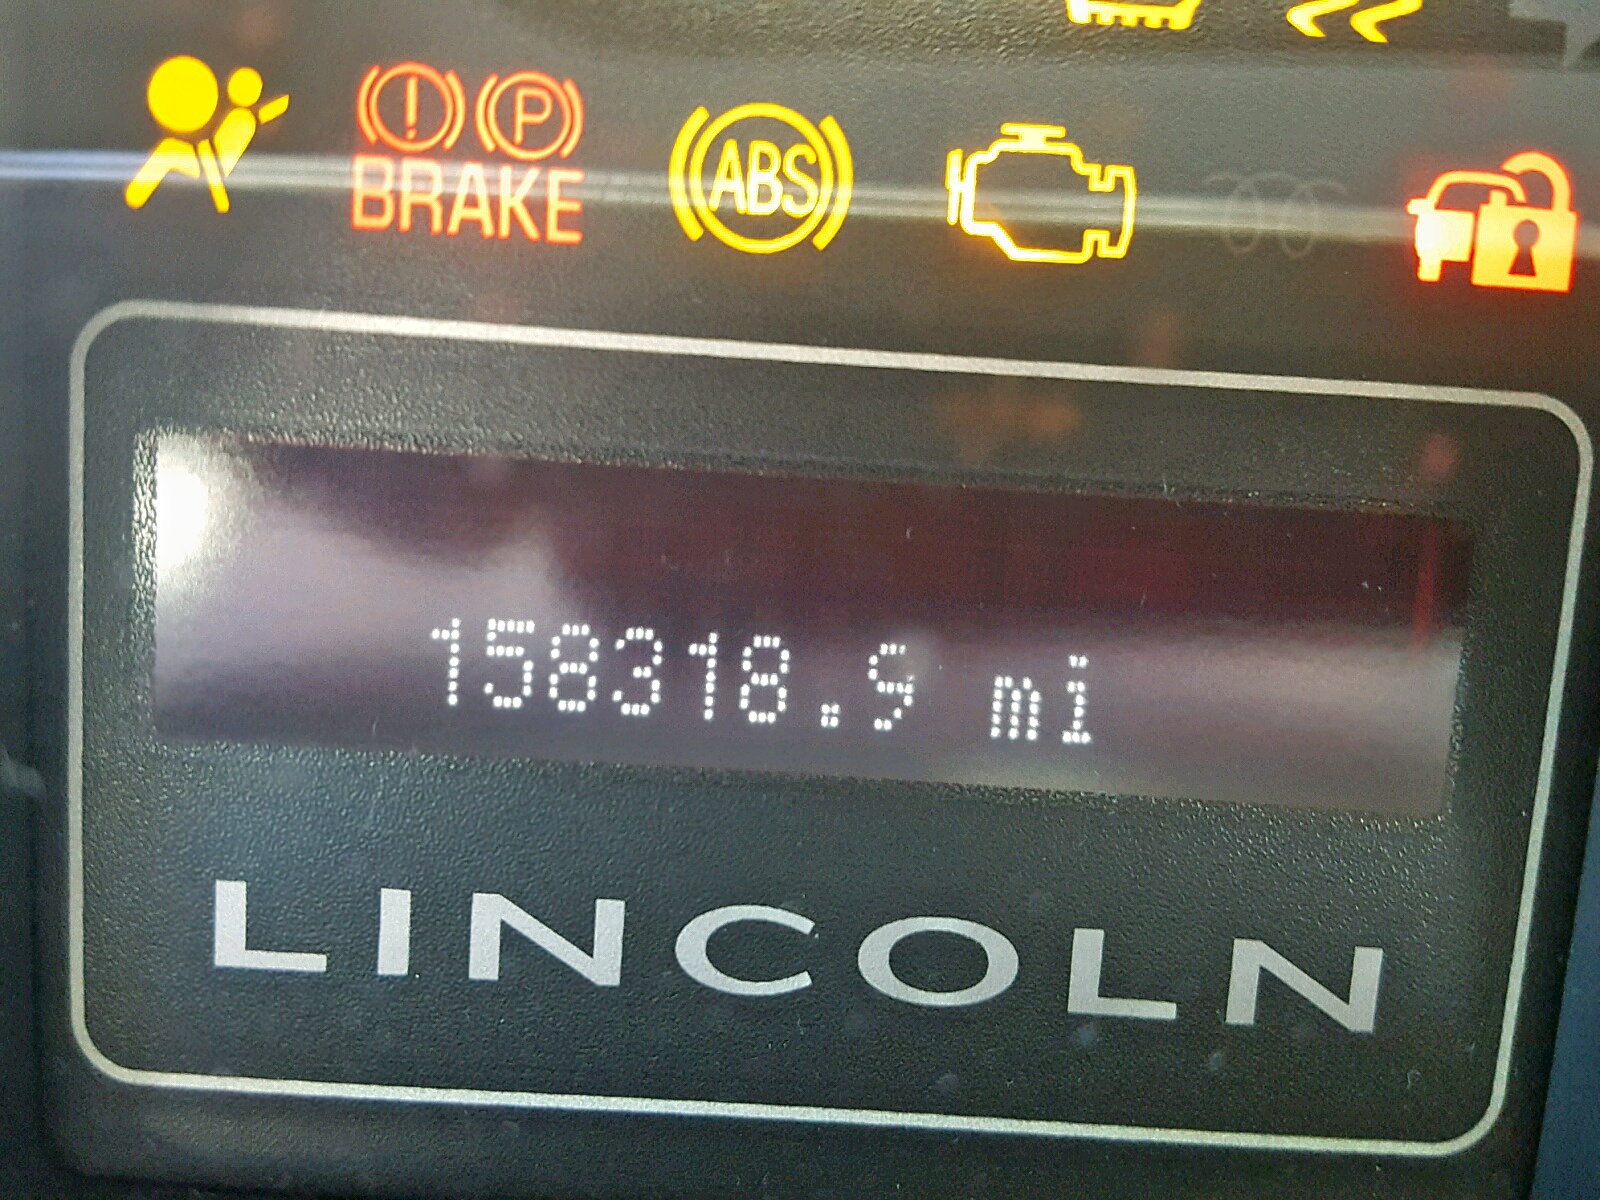 ! P
BRAKE
ABS
158318.9 mi
LINCOLN